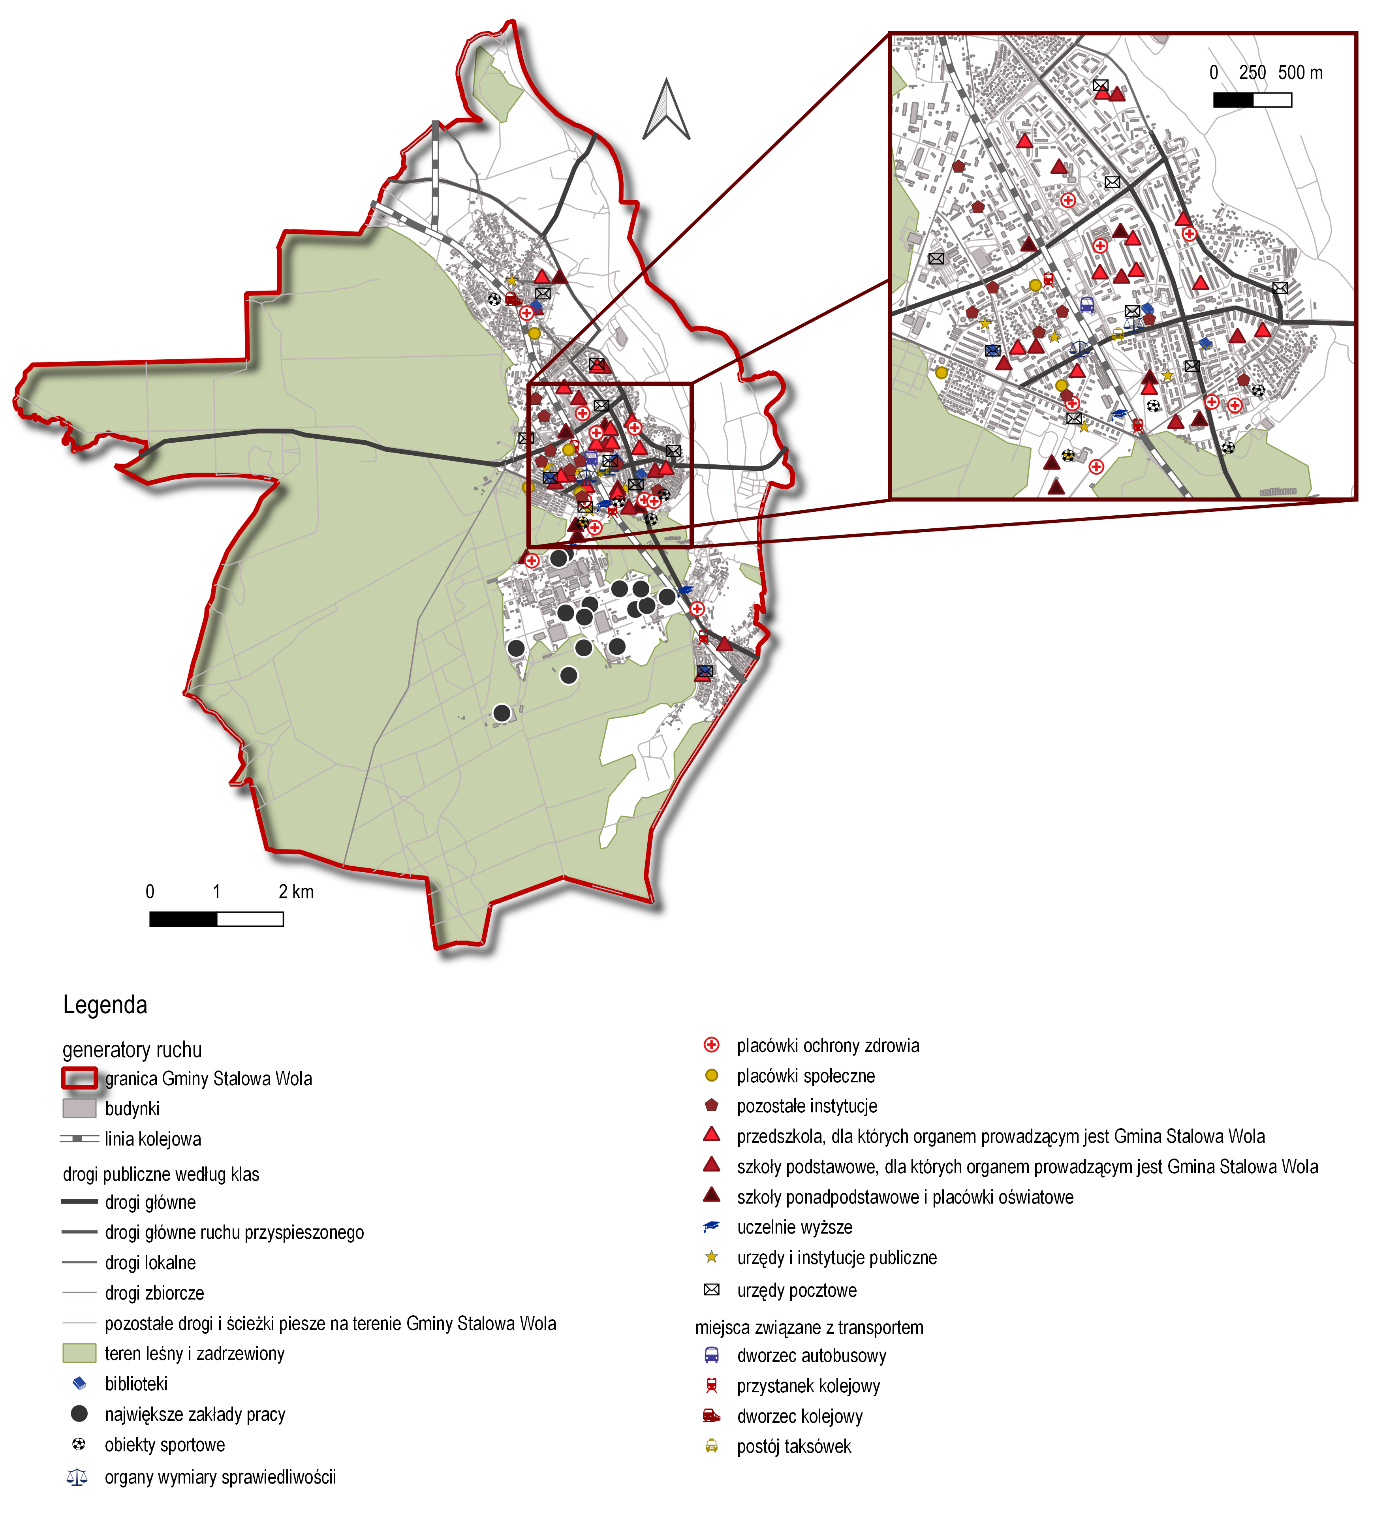 0 250 500 m
0 1 2 km
Legenda
generatory ruchu
granica Gminy Stalowa Wola
budynki
linia kolejowa
drogi publiczne według klas
drogi główne
drogi główne ruchu przyspieszonego
drogi lokalne
drogi zbiorcze
pozostałe drogi i ścieżki piesze na terenie Gminy Stalowa Wola
teren leśny i zadrzewiony
biblioteki
największe zakłady pracy
obiekty sportowe
organy wymiary sprawiedliwościi
placówki ochrony zdrowia
placówki społeczne
pozostałe instytucje
przedszkola, dla których organem prowadzącym jest Gmina Stalowa Wola
szkoły podstawowe, dla których organem prowadzącym jest Gmina Stalowa Wola
szkoły ponadpodstawowe i placówki oświatowe
uczelnie wyższe
urzędy i instytucje publiczne
urzędy pocztowe
miejsca związane z transportem
dworzec autobusowy
przystanek kolejowy
dworzec kolejowy
postój taksówek